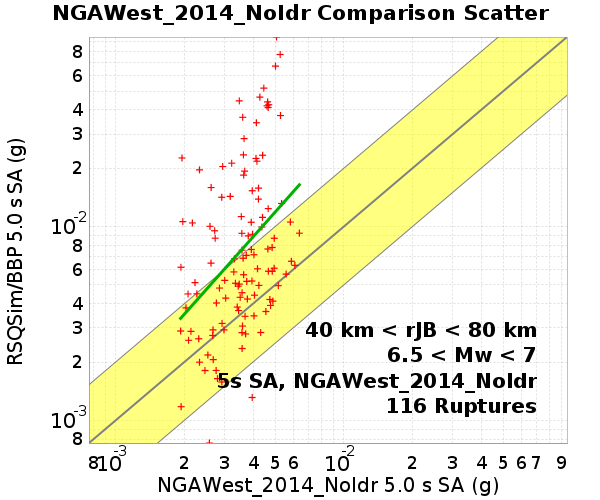 NGAWest_2014_NoIdr Comparison Scatter
RSQSim/BBP 5.0 s SA (g)
8
6
4
3
2
10⁻²
8
6
4
3
2
10⁻³
8
40 km < rJB < 80 km
6.5 < Mw < 7
5s SA, NGAWest_2014_NoIdr
116 Ruptures
8 10⁻³ 2 3 4 5 6 10⁻² 2 3 4 5 6 7 9
NGAWest_2014_NoIdr 5.0 s SA (g)